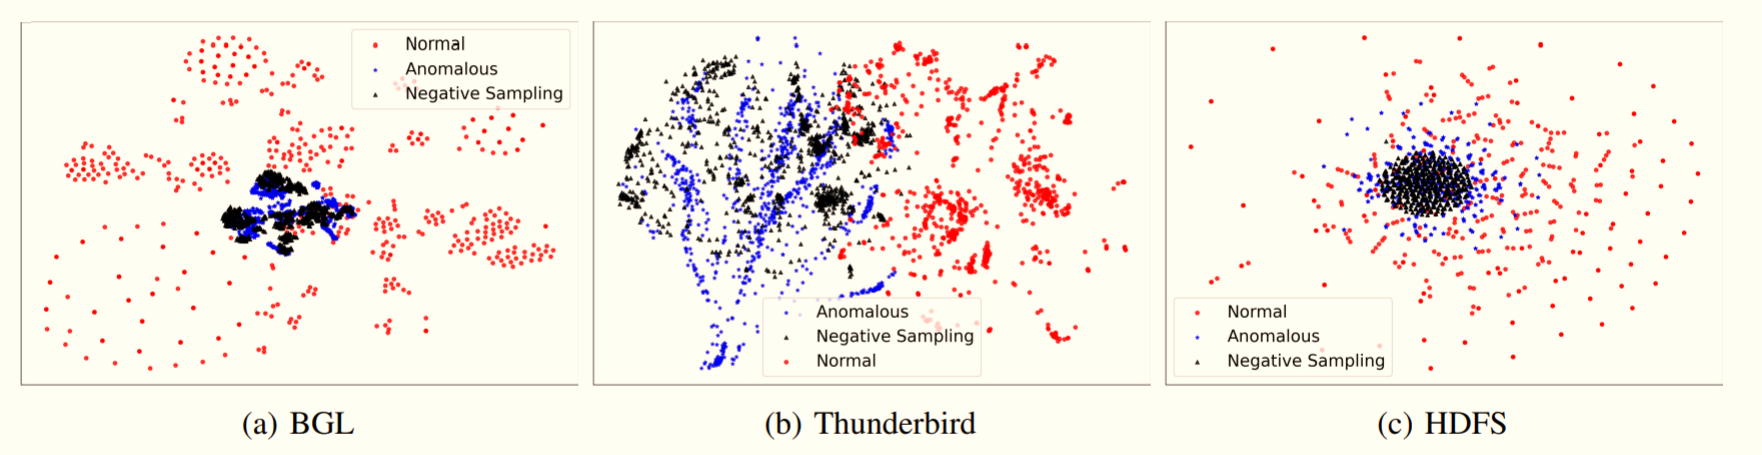 Normal
Anomalous
Negative Sampling
Anomalous
Negative Sampling
Normal
Normal
Anomalous
Negative Sampling
(a) BGL
(b) Thunderbird
(c) HDFS